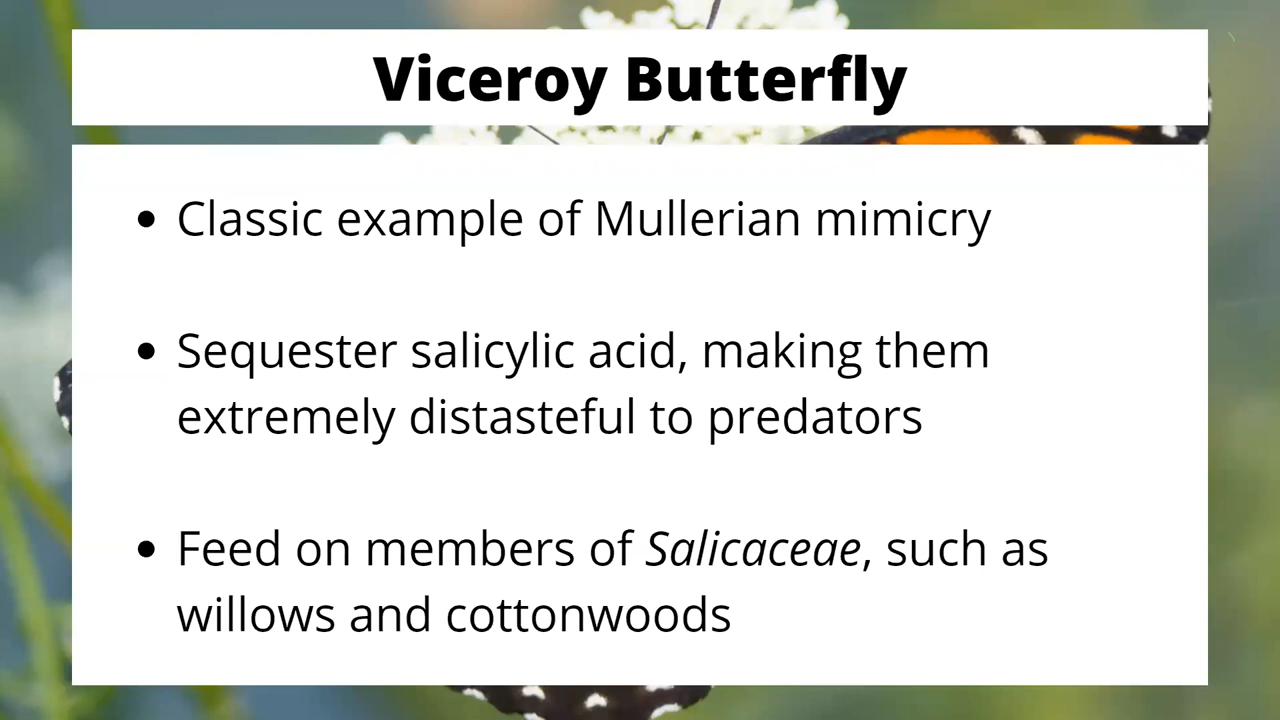 Viceroy Butterfly
• Classic example of Mullerian mimicry
• Sequester salicylic acid, making them
extremely distasteful to predators
• Feed on members of Salicaceae, such as
willows and cottonwoods